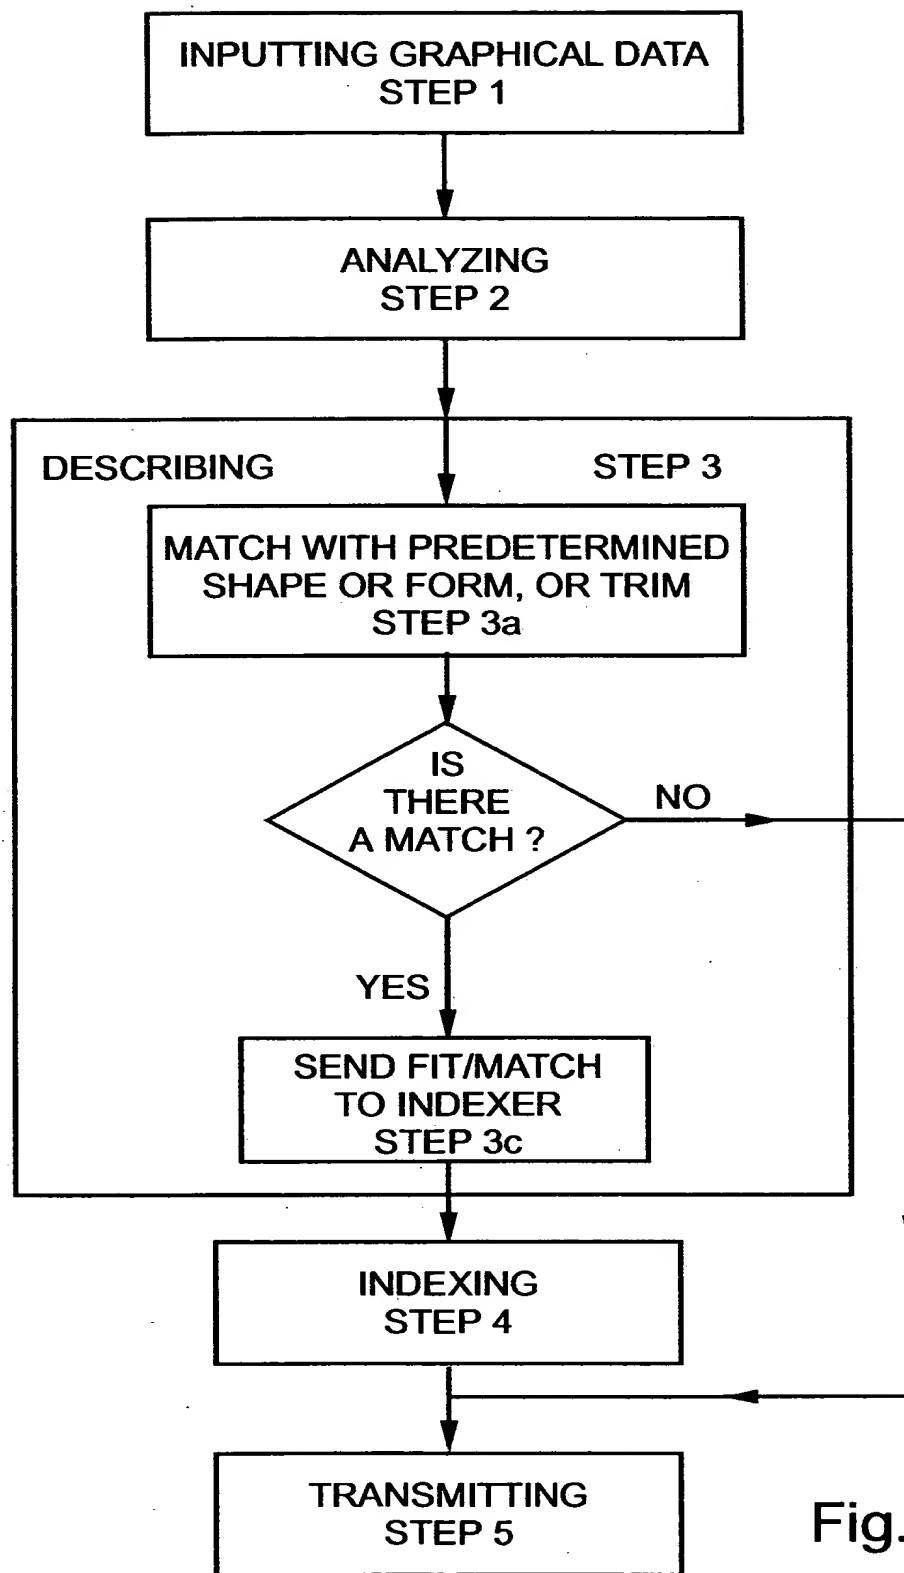 INPUTTING GRAPHICAL DATA
STEP 1
ANALYZING
STEP 2
DESCRIBING STEP 3
MATCH WITH PREDETERMINED
SHAPE OR FORM, OR TRIM
STEP 3a
IS
THERE
A MATCH ?
NO
YES
SEND FIT/MATCH
TO INDEXER
STEP 3c
INDEXING
STEP 4
TRANSMITTING
STEP 5
Fig.